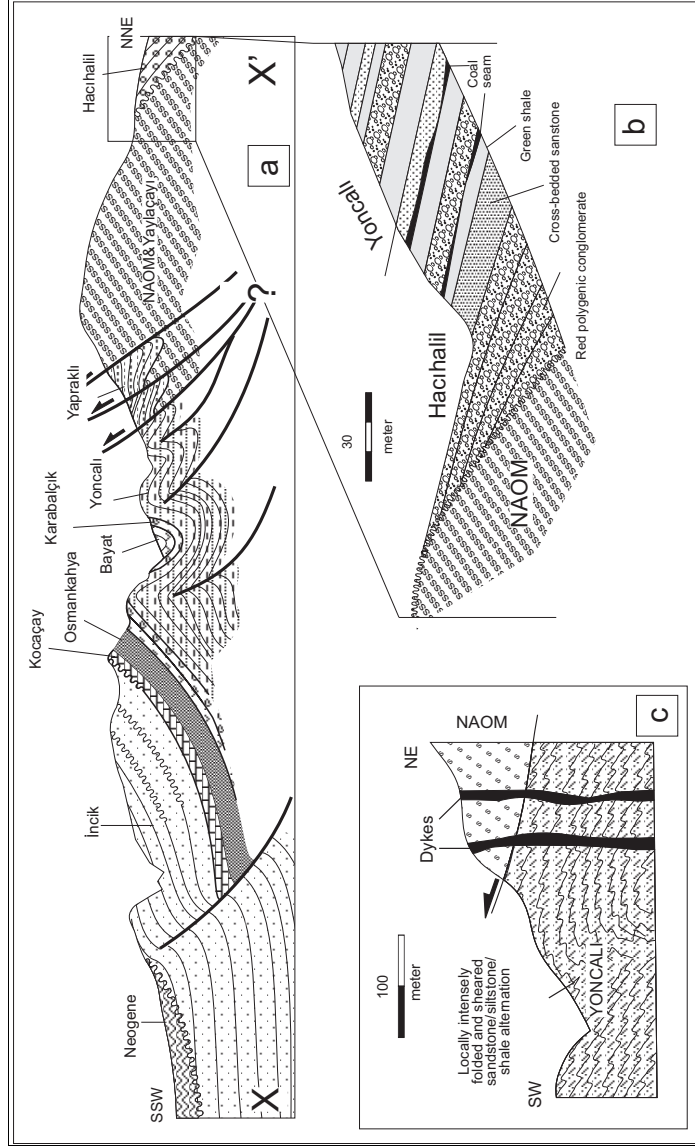 SSW
Neogene
İncik
Kocaçay
Osmankahya
Karabalçık
Bayat
Yoncalı
Yapraklı
NAOM&Yaylaçayı
Hacıhalil
NNE
X
?
X'
a
Yoncalı
Hacıhalil
NAOM
30
meter
Coal
seam
Green shale
Cross-bedded sanstone
Red polygenic conglomerate
b
100
meter
Locally intensely
folded and sheared
sandstone/siltstone/
shale alternation
SW
YONCALI
Dykes
NE
NAOM
c